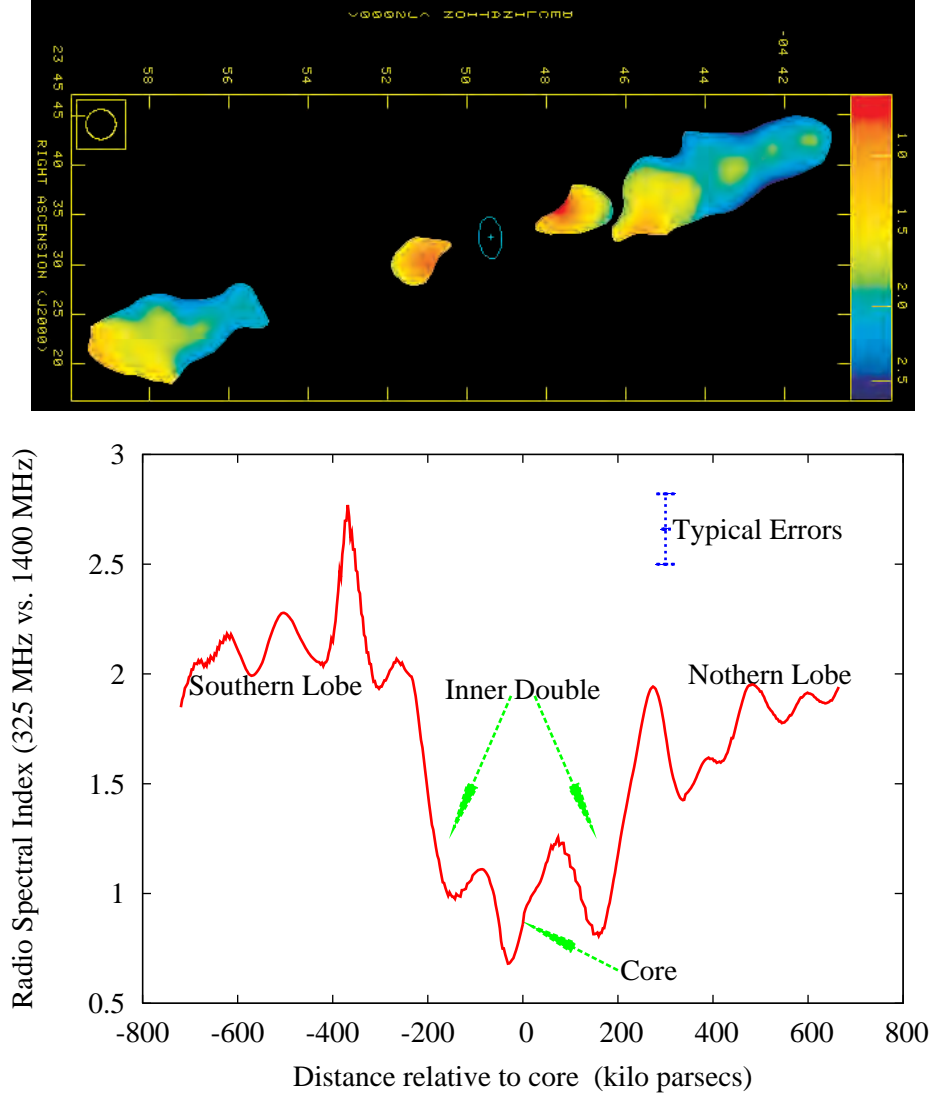 DECLINATION (J2000)
58 56 54 52 50 48 46 44 -04 42
23 45 45
40
35
30
25
20
RIGHT ASCENSION (J2000)
1.0
1.5
2.0
2.5
3
2.5
2
1.5
1
0.5
Radio Spectral Index (325 MHz vs. 1400 MHz)
Typical Errors
Southern Lobe
Inner Double
Nothern Lobe
Core
-800 -600 -400 -200 0 200 400 600 800
Distance relative to core (kilo parsecs)